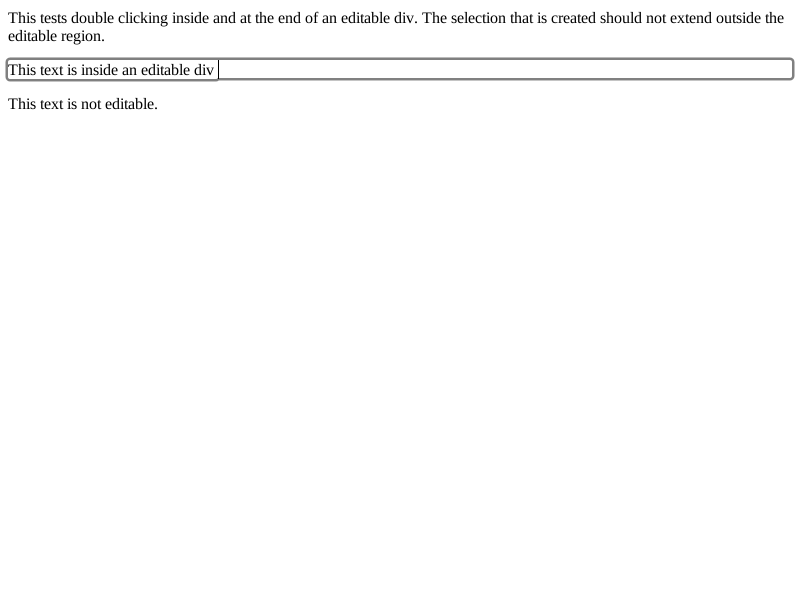 This tests double clicking inside and at the end of an editable div. The selection that is created should not extend outside the
editable region.
This text is inside an editable div
This text is not editable.